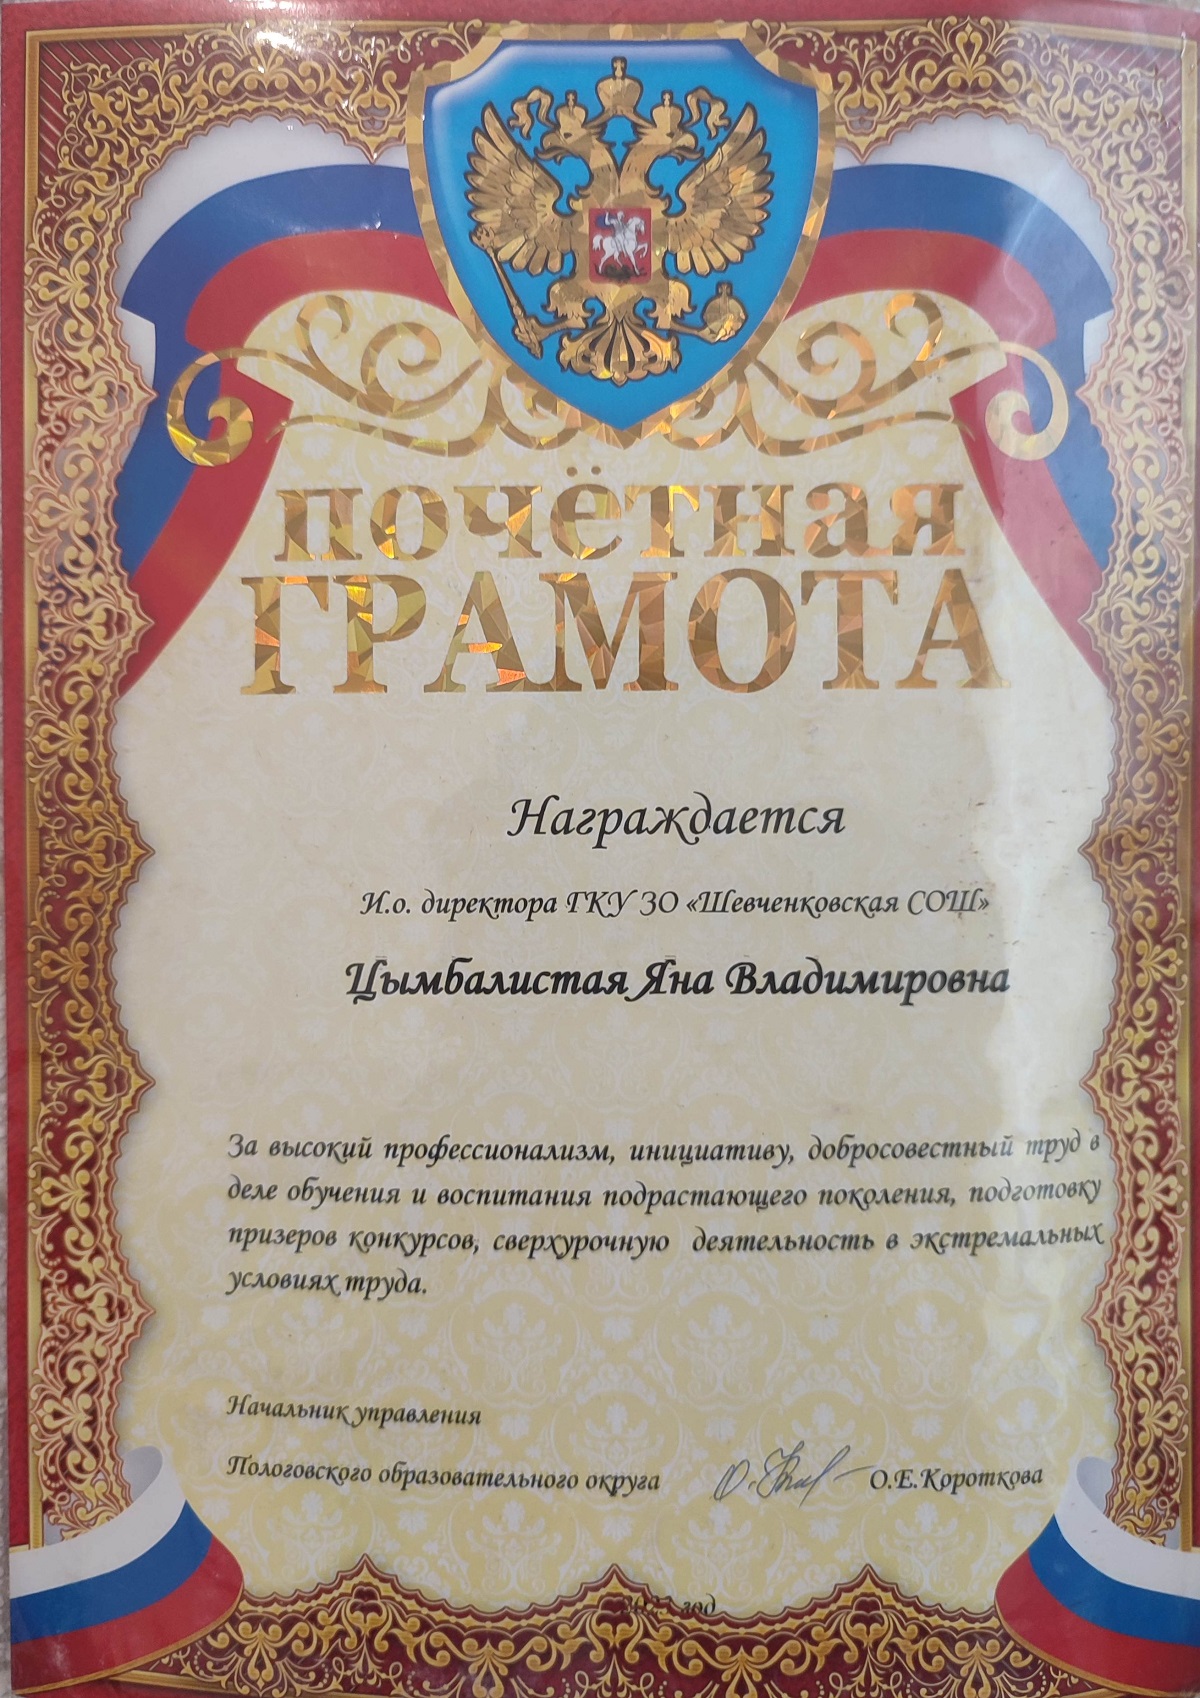 почётная
ГРАМОТА
Награждается
И.о. директора ГКУ ЗО «Шевченковская СОШ»
Цымбалистая Яна Владимировна
За высокий профессионализм, инициативу, добросовестный труд в
деле обучения и воспитания подрастающего поколения, подготовку
призеров конкурсов, сверхурочную деятельность в экстремальных
условиях труда.
Начальник управления
Пологовского образовательного округа О.Е.Короткова
год